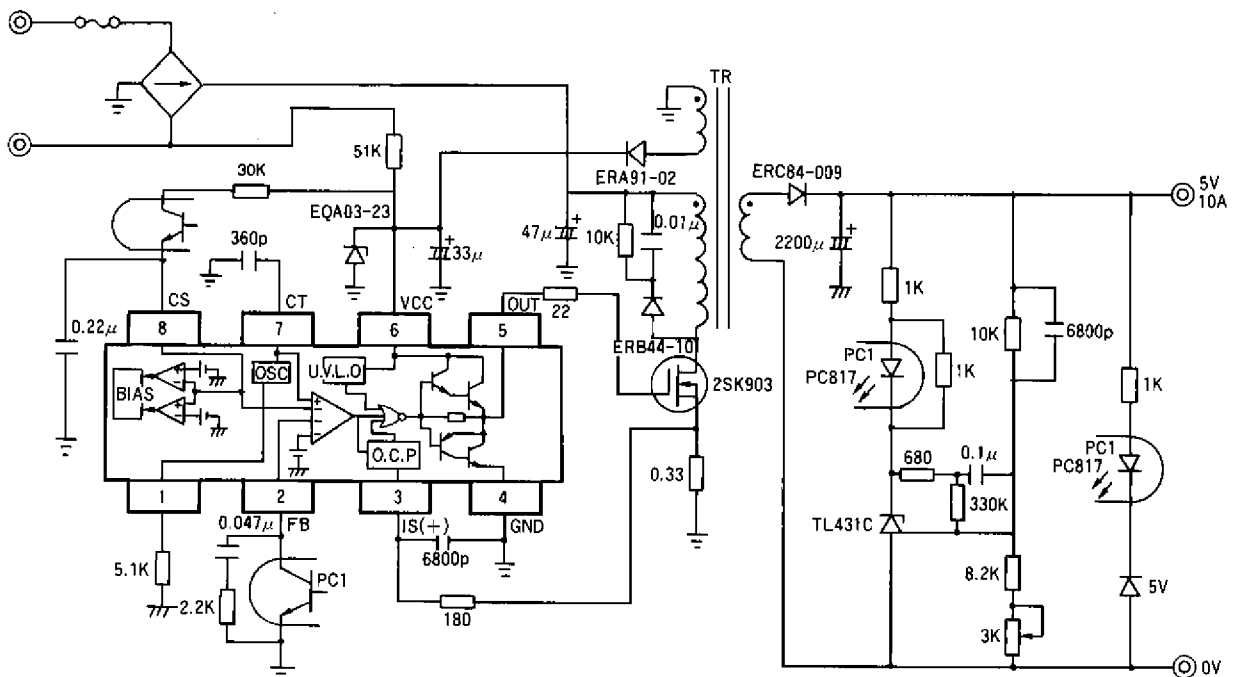 TR
5V
10A
51K
30K
ERA91-02
ERC84-009
EQA03-23
360p
33μ
47μ
10K
0.01μ
2200μ
1K
CS
CT
VCC
OUT
22
8
7
6
5
0.22μ
ERB44-10
10K
6800p
PC1
PC817
1K
2SK903
OSC
U.V.L.O
BIAS
1K
O.C.P
0.33
680
0.1μ
PC1
PC817
1
2
3
4
330K
0.047μ
FB
IS(+)
GND
TL431C
6800p
5.1K
PC1
8.2K
5V
2.2K
180
3K
0V